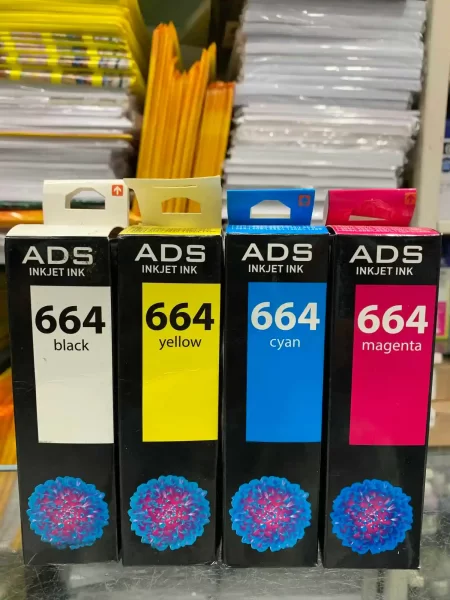 ADS
INKJET INK
664
black
ADS
INKJET INK
664
yellow
ADS
INKJET INK
664
cyan
ADS
INKJET INK
664
magenta